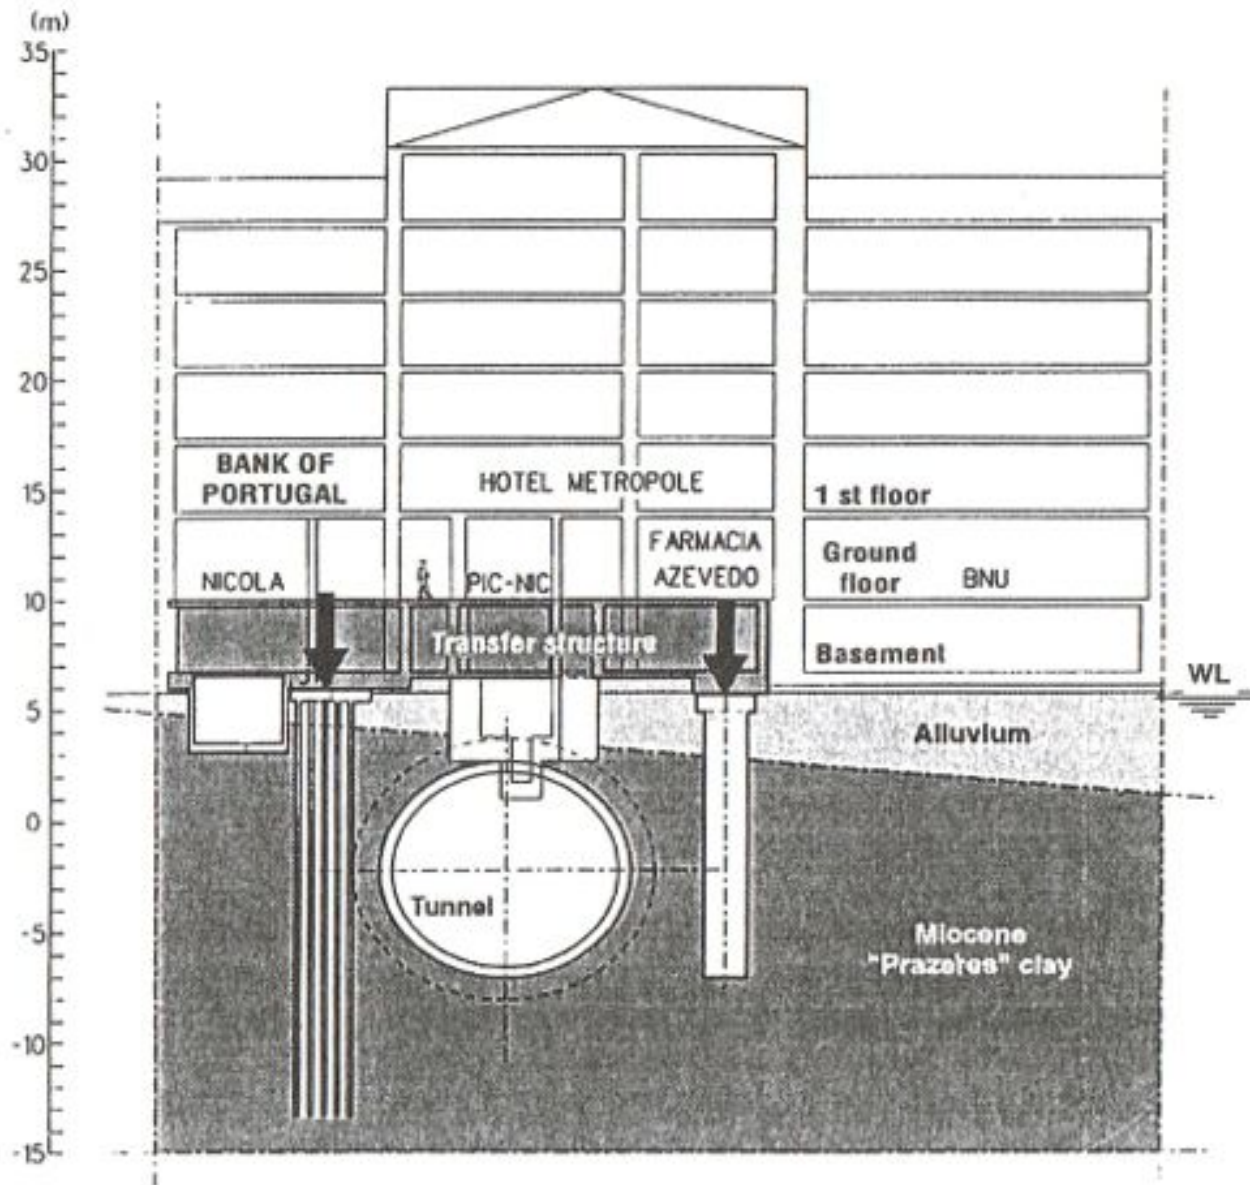 (m)
35
30
25
20
15
10
5
0
-5
-10
-15
BANK OF
PORTUGAL
HOTEL METROPOLE
1 st floor
NICOLA
PIC-NIC
FARMACIA
AZEVEDO
Ground
floor
BNU
Transfer structure
Basement
WL
Alluvium
Tunnel
Miocene
"Prazeres" clay